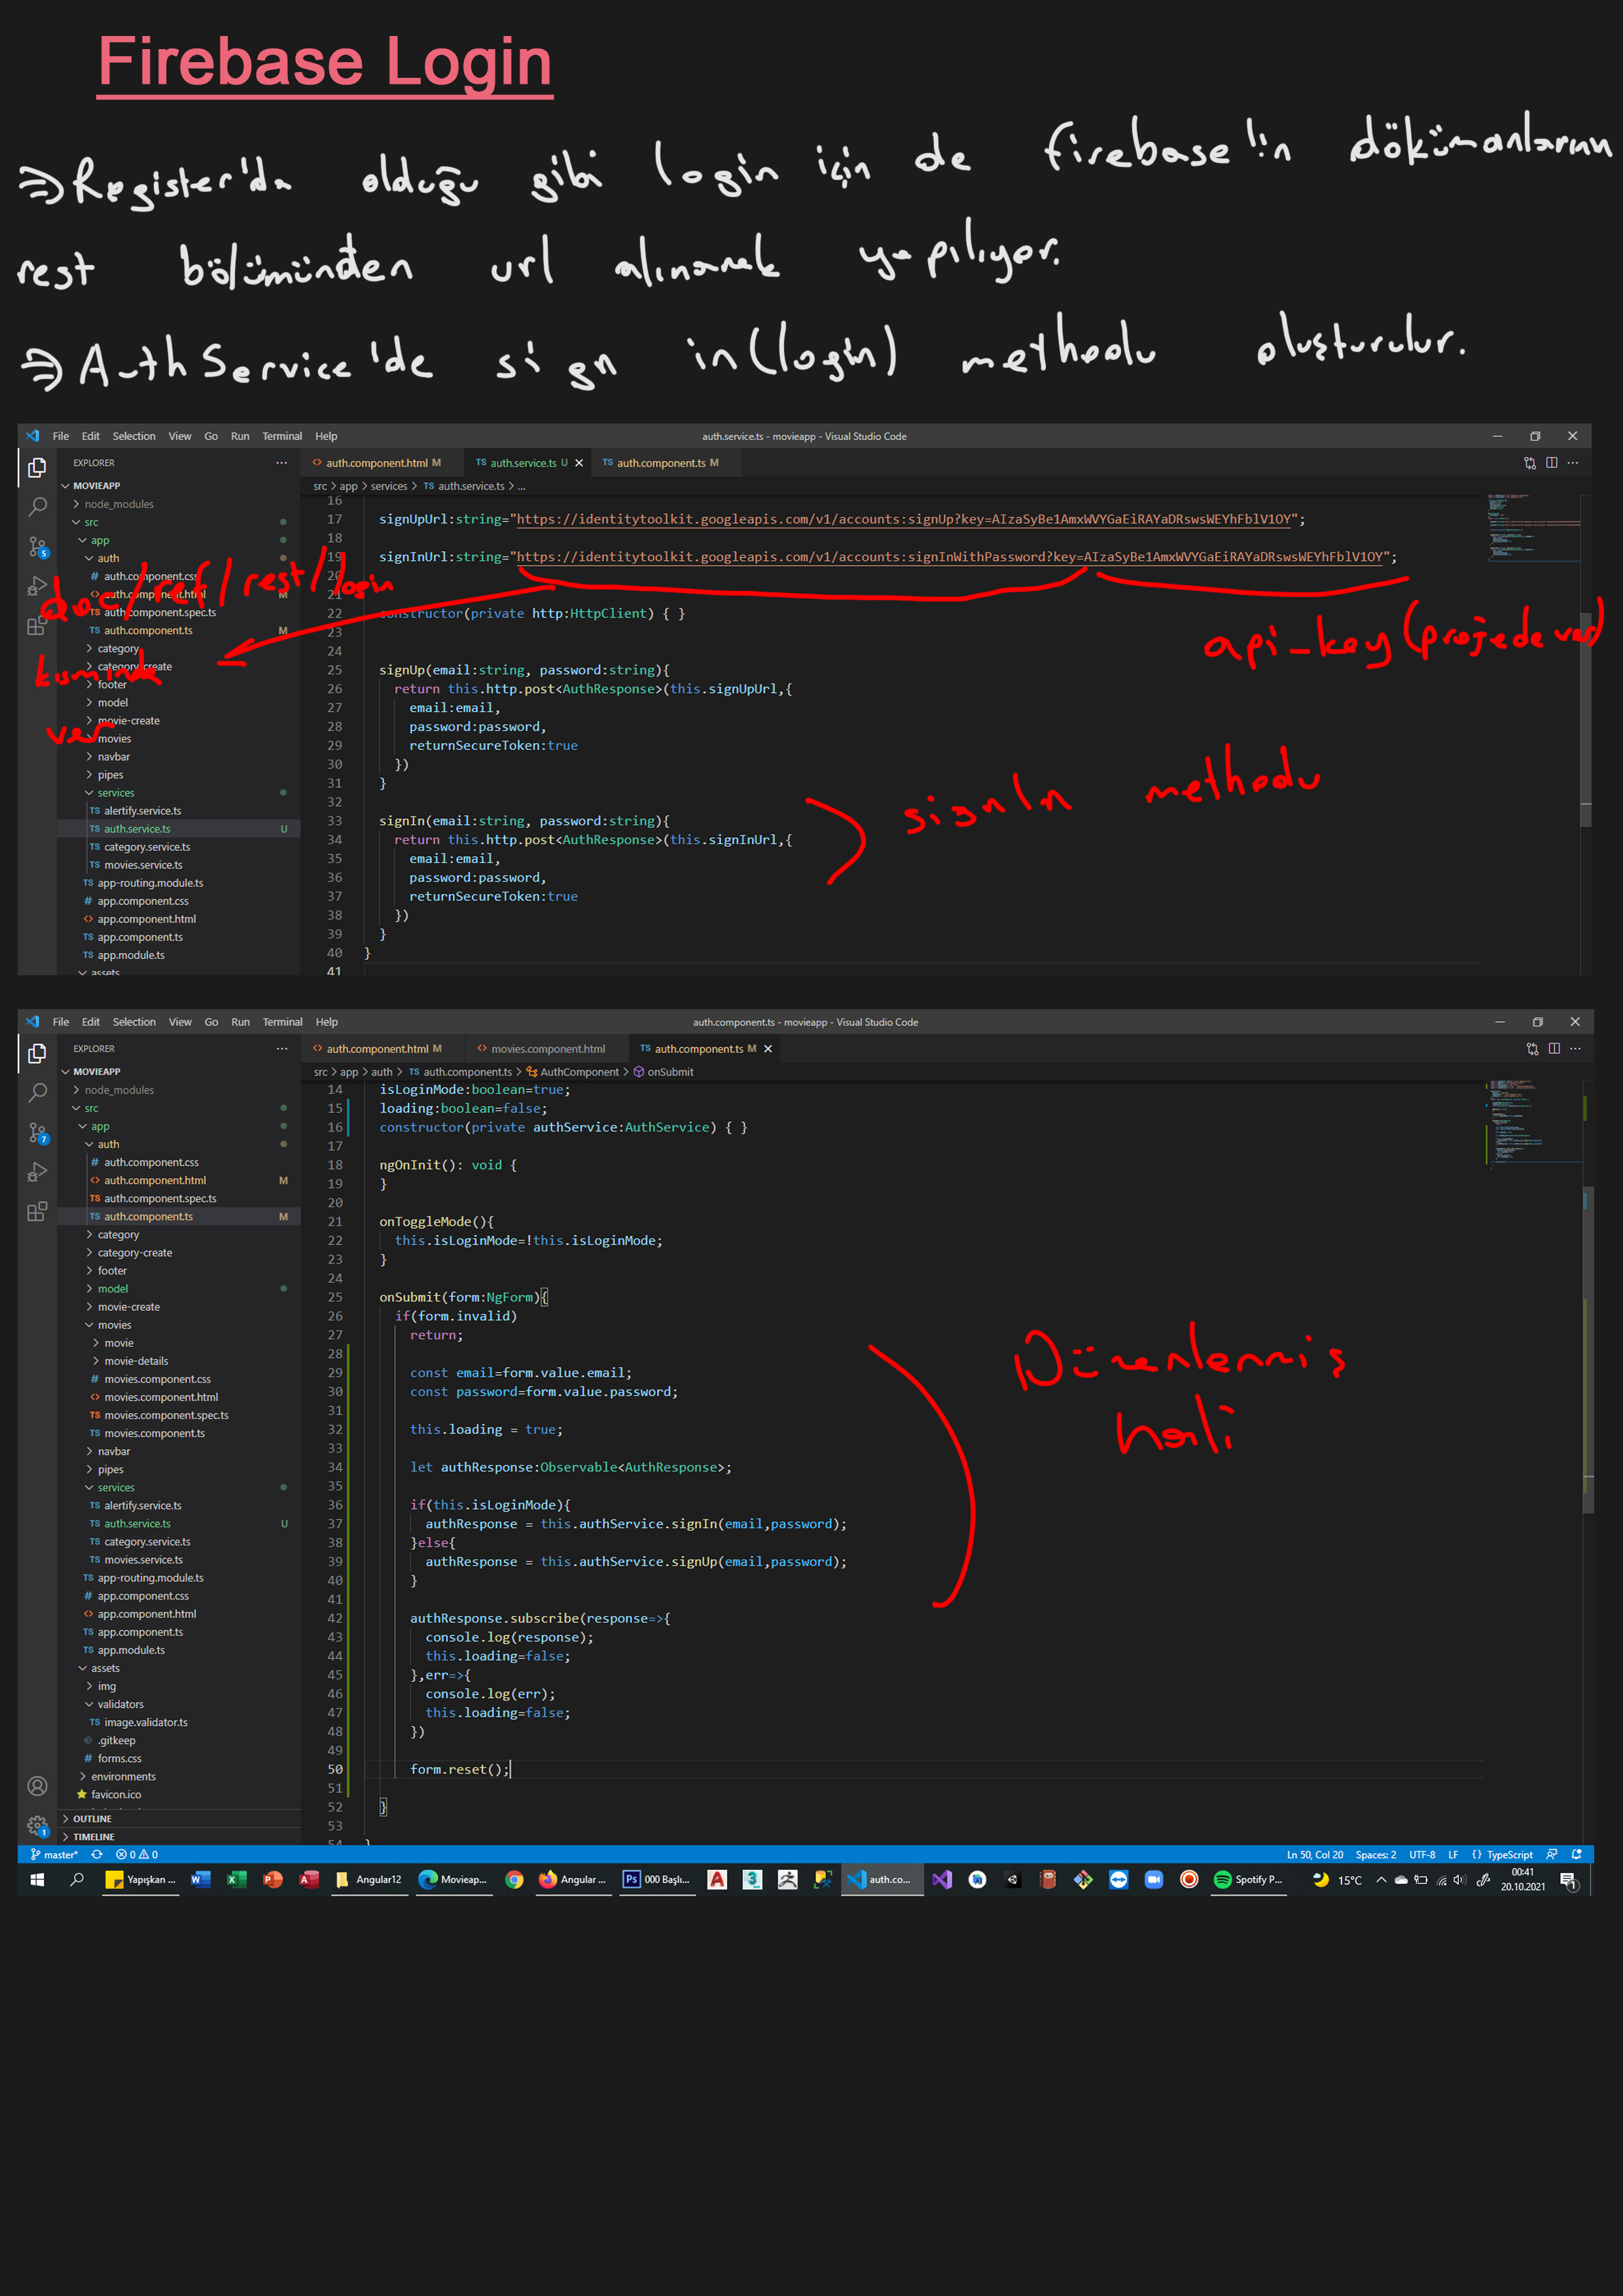 Firebase Login
⇒Register'da olduğu gibi login için de firebase'in dökümanlarının
rest bölümünden url alınarak yapılıyor.
⇒AuthService'de sign in(login) methodu oluşturulur.
File Edit Selection View Go Run Terminal Help
auth.service.ts - movieapp - Visual Studio Code
EXPLORER
MOVIEAPP
node_modules
src
app
auth
auth.component.css
auth.component.html M
auth.component.spec.ts
auth.component.ts M
category
category-create
footer
model
movie-create
movies
navbar
pipes
services
alertify.service.ts
auth.service.ts U
category.service.ts
movies.service.ts
app-routing.module.ts
app.component.css
app.component.html
app.component.ts
app.module.ts
assets
5
doc/ref/rest/login
kısmında
var
auth.component.html M
auth.service.ts U
auth.component.ts M
src > app > services > auth.service.ts > ...
16
17 signUpUrl:string="https://identitytoolkit.googleapis.com/v1/accounts:signUp?key=AIzaSyBe1AmxWVYGaEiRAYaDRswsWEYhFblV1OY";
18
19 signInUrl:string="https://identitytoolkit.googleapis.com/v1/accounts:signInWithPassword?key=AIzaSyBe1AmxWVYGaEiRAYaDRswsWEYhFblV1OY";
20
21
22 constructor(private http:HttpClient) { }
23
24
25 signUp(email:string, password:string){
26 return this.http.post<AuthResponse>(this.signUpUrl,{
27 email:email,
28 password:password,
29 returnSecureToken:true
30 })
31 }
32
33 signIn(email:string, password:string){
34 return this.http.post<AuthResponse>(this.signInUrl,{
35 email:email,
36 password:password,
37 returnSecureToken:true
38 })
39 }
40 }
41
api-key(projede var)
signIn methodu
File Edit Selection View Go Run Terminal Help
auth.component.ts - movieapp - Visual Studio Code
EXPLORER
MOVIEAPP
node_modules
src
app
auth
auth.component.css
auth.component.html M
auth.component.spec.ts
auth.component.ts M
category
category-create
footer
model
movie-create
movies
movie
movie-details
movies.component.css
movies.component.html
movies.component.spec.ts
movies.component.ts
navbar
pipes
services
alertify.service.ts
auth.service.ts U
category.service.ts
movies.service.ts
app-routing.module.ts
app.component.css
app.component.html
app.component.ts
app.module.ts
assets
img
validators
image.validator.ts
.gitkeep
forms.css
environments
favicon.ico
OUTLINE
TIMELINE
7
1
auth.component.html M
movies.component.html
auth.component.ts M
src > app > auth > auth.component.ts > AuthComponent > onSubmit
14 isLoginMode:boolean=true;
15 loading:boolean=false;
16 constructor(private authService:AuthService) { }
17
18 ngOnInit(): void {
19 }
20
21 onToggleMode(){
22 this.isLoginMode=!this.isLoginMode;
23 }
24
25 onSubmit(form:NgForm){
26 if(form.invalid)
27 return;
28
29 const email=form.value.email;
30 const password=form.value.password;
31
32 this.loading = true;
33
34 let authResponse:Observable<AuthResponse>;
35
36 if(this.isLoginMode){
37 authResponse = this.authService.signIn(email,password);
38 }else{
39 authResponse = this.authService.signUp(email,password);
40 }
41
42 authResponse.subscribe(response=>{
43 console.log(response);
44 this.loading=false;
45 },err=>{
46 console.log(err);
47 this.loading=false;
48 })
49
50 form.reset();
51
52 }
53
54 }
Düzenlenmiş
hali
master* 0 0
Ln 50, Col 20 Spaces: 2 UTF-8 LF {} TypeScript
Yapışkan ... Angular12 Movieap... Angular ... 000 Başlı... auth.co... Spotify P... 15°C
00:41
20.10.2021
1